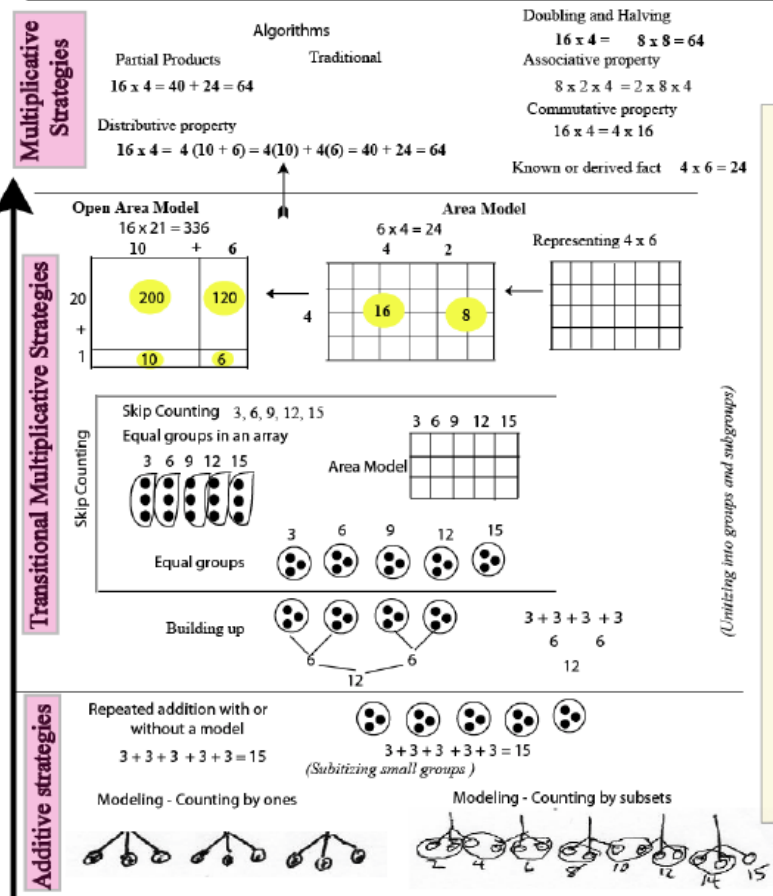 Multiplicative
Strategies
Algorithms
Partial Products
Traditional
16 x 4 = 40 + 24 = 64
Distributive property
16 x 4 = 4 (10 + 6) = 4(10) + 4(6) = 40 + 24 = 64
Doubling and Halving
16 x 4 = 8 x 8 = 64
Associative property
8 x 2 x 4 = 2 x 8 x 4
Commutative property
16 x 4 = 4 x 16
Known or derived fact 4 x 6 = 24
Transitional Multiplicative Strategies
Open Area Model
16 x 21 = 336
10 + 6
20
+
1
200
120
10
6
Area Model
6 x 4 = 24
4 2
4
16
8
Representing 4 x 6
Skip Counting
Skip Counting 3, 6, 9, 12, 15
Equal groups in an array
3 6 9 12 15
Area Model
3 6 9 12 15
Equal groups
3 6 9 12 15
Building up
6 6
12
3 + 3 + 3 + 3
6 6
12
(Unitizing into groups and subgroups)
Additive strategies
Repeated addition with or
without a model
3 + 3 + 3 + 3 + 3 = 15
3 + 3 + 3 + 3 + 3 = 15
(Subitizing small groups )
Modeling - Counting by ones
Modeling - Counting by subsets
2 4 6 8 10 12 14 15